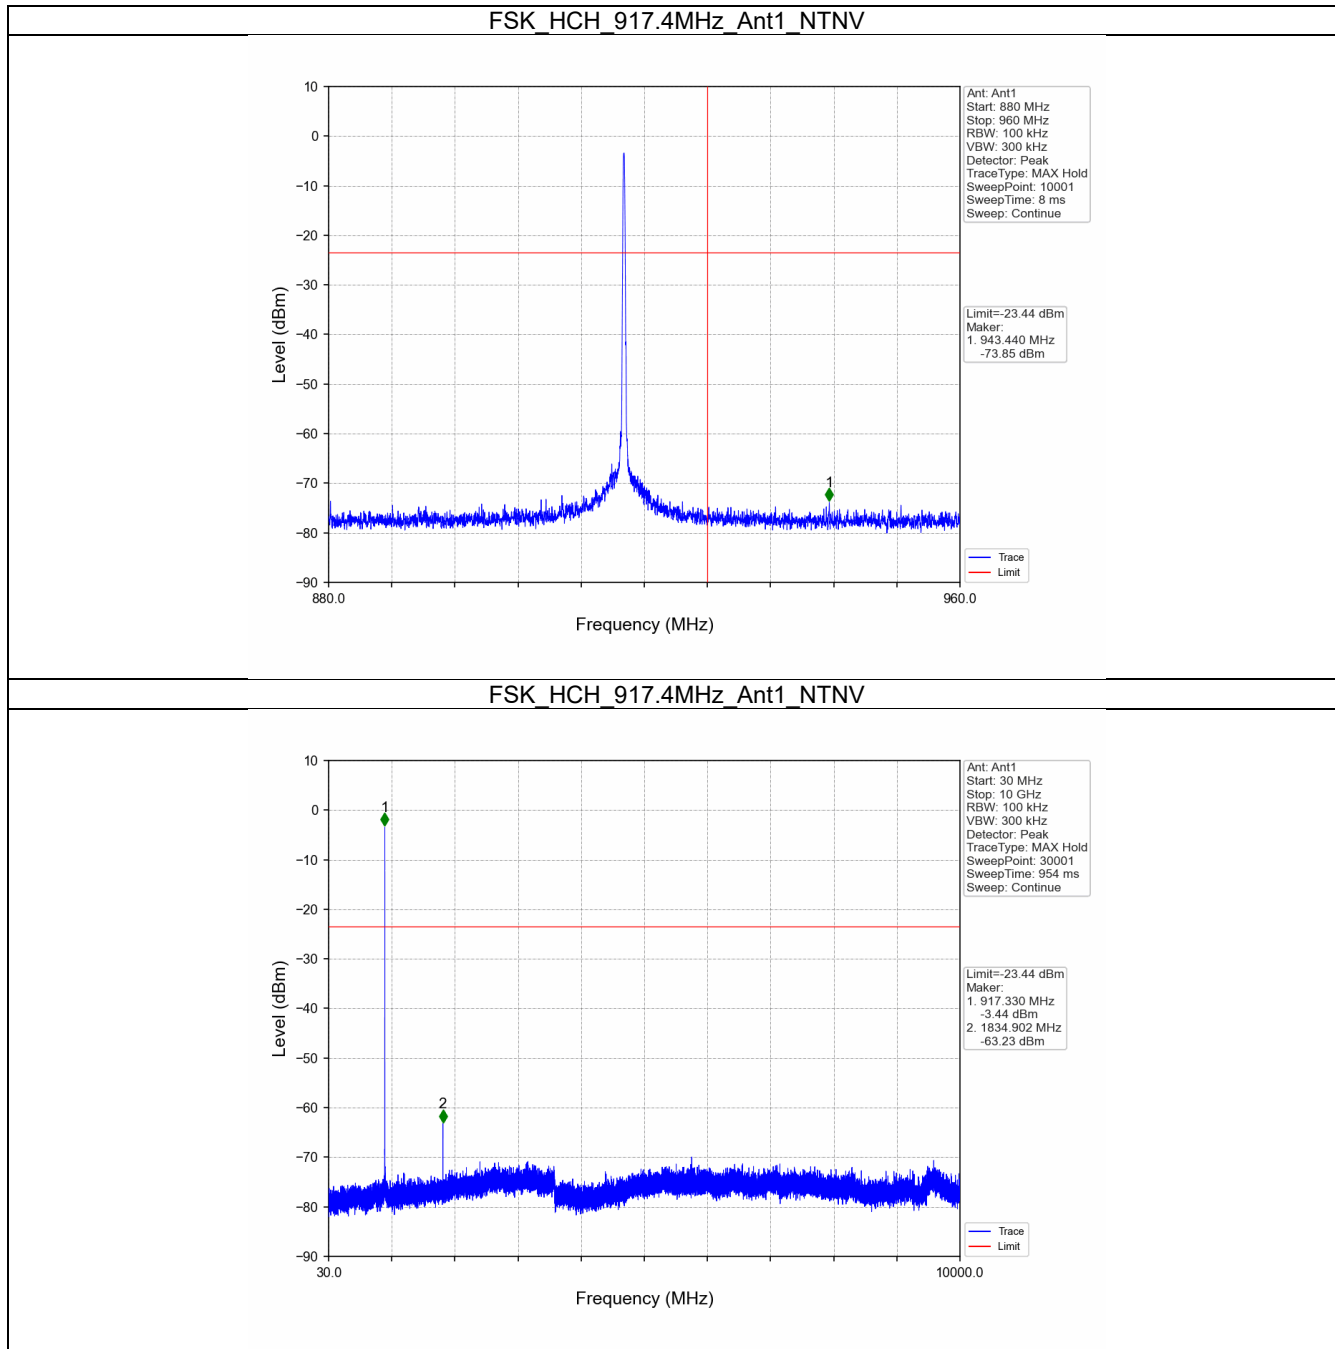 FSK_HCH_917.4MHz_Ant1_NTNV
10
0
−10
−20
−30
−40
−50
−60
−70
−80
−90
Level (dBm)
880.0
960.0
Frequency (MHz)
1
Ant: Ant1
Start: 880 MHz
Stop: 960 MHz
RBW: 100 kHz
VBW: 300 kHz
Detector: Peak
TraceType: MAX Hold
SweepPoint: 10001
SweepTime: 8 ms
Sweep: Continue
Limit=-23.44 dBm
Maker:
1. 943.440 MHz
-73.85 dBm
Trace
Limit
FSK_HCH_917.4MHz_Ant1_NTNV
10
0
−10
−20
−30
−40
−50
−60
−70
−80
−90
Level (dBm)
30.0
10000.0
Frequency (MHz)
1
2
Ant: Ant1
Start: 30 MHz
Stop: 10 GHz
RBW: 100 kHz
VBW: 300 kHz
Detector: Peak
TraceType: MAX Hold
SweepPoint: 30001
SweepTime: 954 ms
Sweep: Continue
Limit=-23.44 dBm
Maker:
1. 917.330 MHz
-3.44 dBm
2. 1834.902 MHz
-63.23 dBm
Trace
Limit